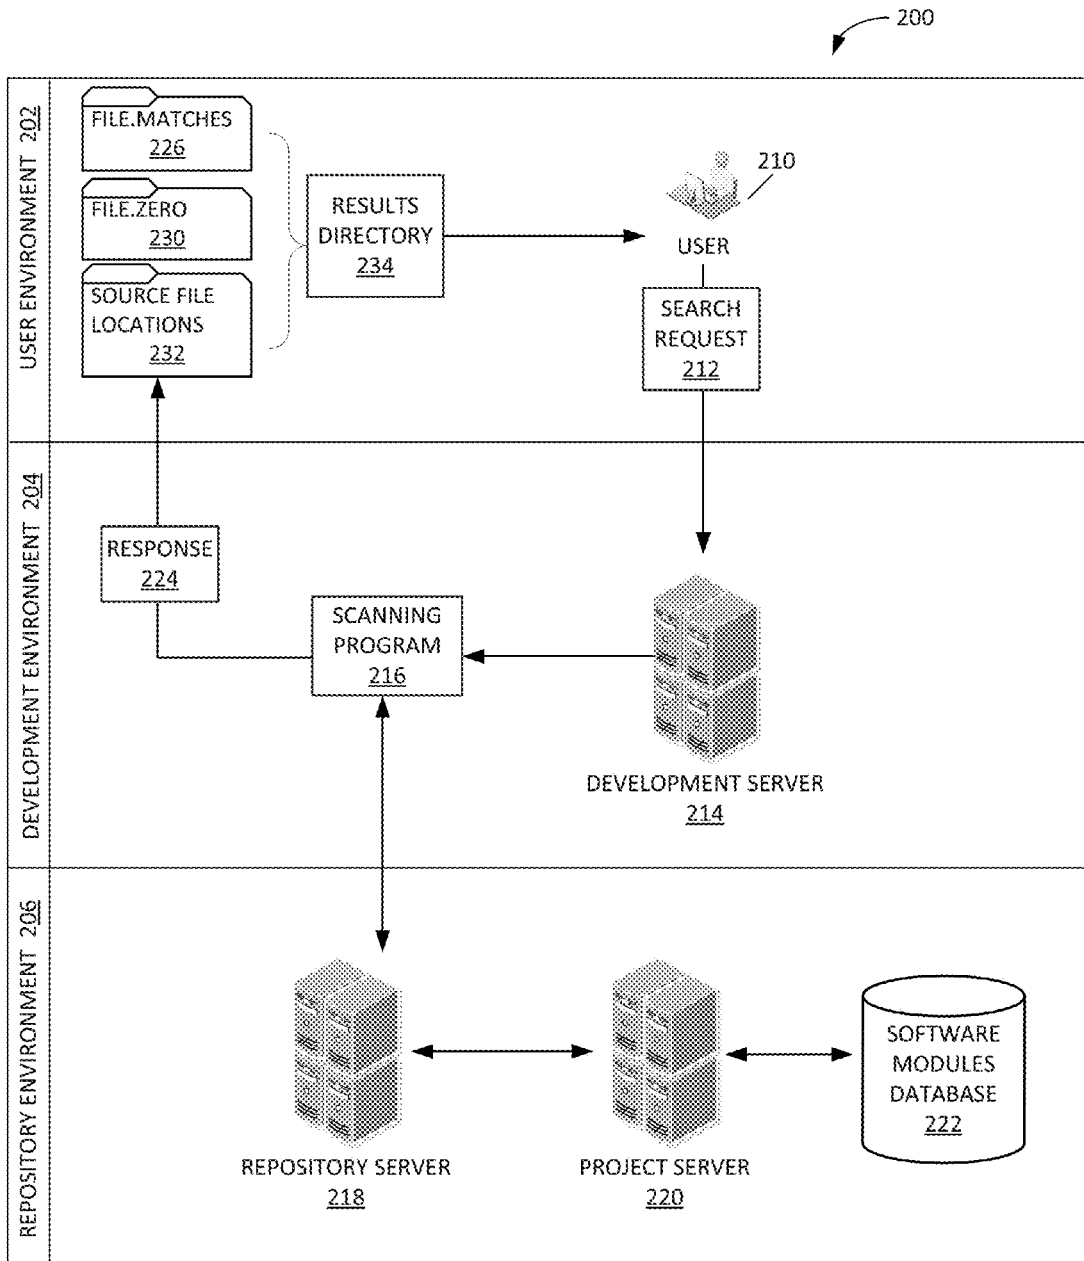 200
USER ENVIRONMENT 202
FILE.MATCHES
226
FILE.ZERO
230
SOURCE FILE
LOCATIONS
232
RESULTS
DIRECTORY
234
210
USER
SEARCH
REQUEST
212
DEVELOPMENT ENVIRONMENT 204
RESPONSE
224
SCANNING
PROGRAM
216
DEVELOPMENT SERVER
214
REPOSITORY ENVIRONMENT 206
REPOSITORY SERVER
218
PROJECT SERVER
220
SOFTWARE
MODULES
DATABASE
222